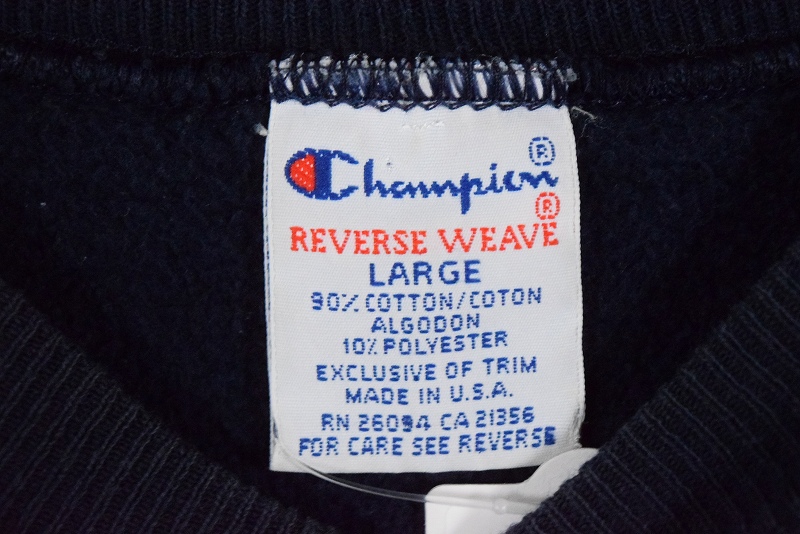 Champion®
REVERSE WEAVE®
LARGE
90% COTTON/COTON
ALGODON
10% POLYESTER
EXCLUSIVE OF TRIM
MADE IN U.S.A.
RN 26094 CA 21356
FOR CARE SEE REVERSE